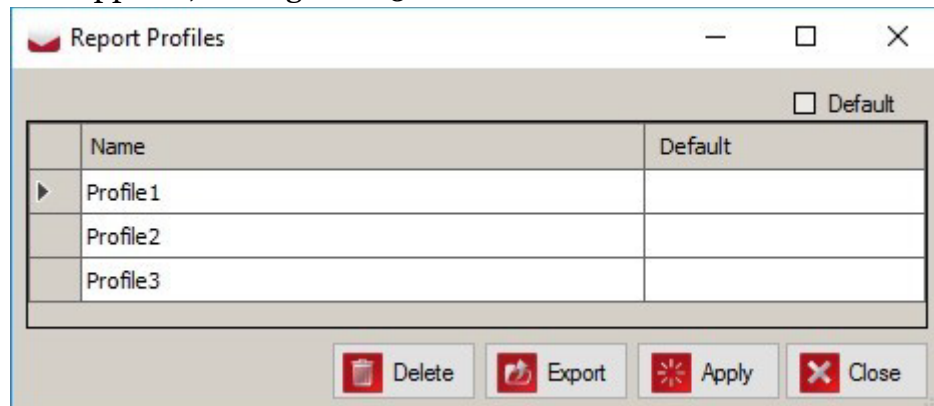 Report Profiles
Default
Name Default
Profile1
Profile2
Profile3
Delete Export Apply Close